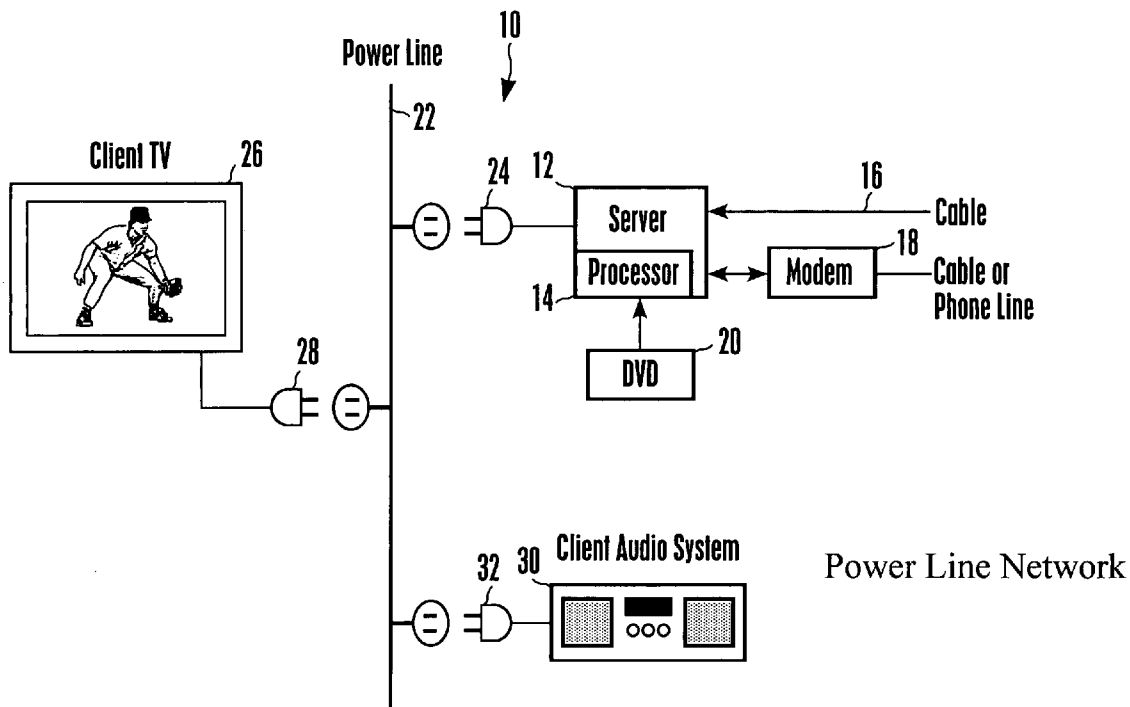 10
Power Line
22
Client TV
26
24
12
Server
16
Cable
Processor
14
18
Modem
Cable or
Phone Line
20
DVD
28
Client Audio System
32
30
Power Line Network